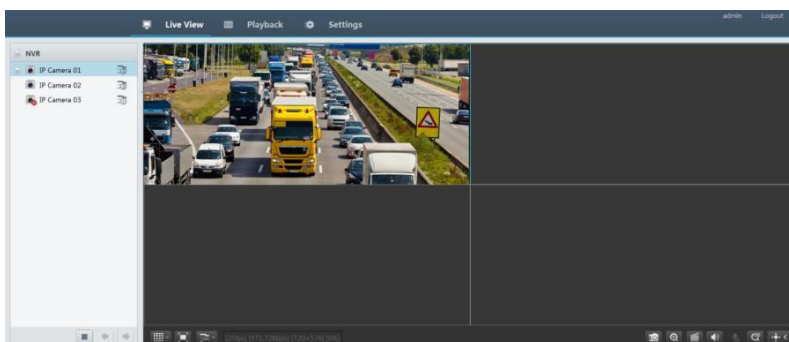 admin Logout
Live View Playback Settings
NVR
IP Camera 01
IP Camera 02
IP Camera 03